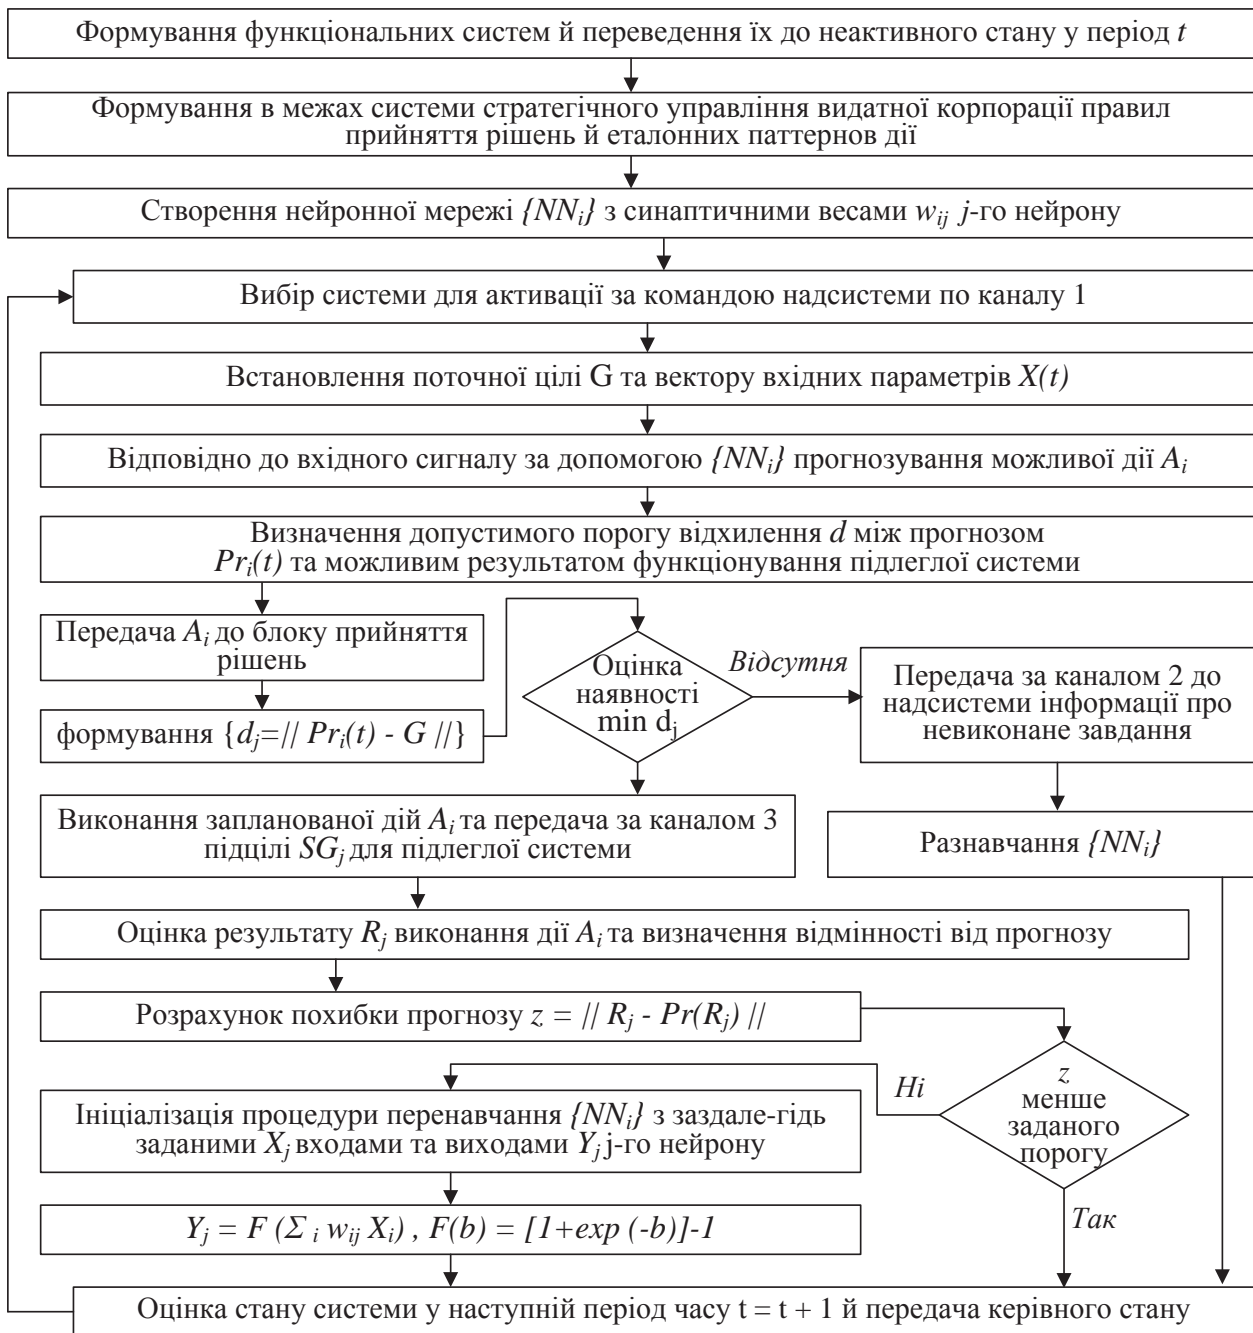 Формування функціональних систем й переведення їх до неактивного стану у період t
Формування в межах системи стратегічного управління видатної корпорації правил
прийняття рішень й еталонних паттернов дії
Створення нейронної мережі {NNi} з синаптичними весами wij j-го нейрону
Вибір системи для активації за командою надсистеми по каналу 1
Встановлення поточної цілі G та вектору вхідних параметрів X(t)
Відповідно до вхідного сигналу за допомогою {NNi} прогнозування можливої дії Ai
Визначення допустимого порогу відхилення d між прогнозом
Pri(t) та можливим результатом функціонування підлеглої системи
Передача Ai до блоку прийняття
рішень
формування {dj=|| Pri(t) - G ||}
Оцінка
наявності
min dj
Відсутня
Передача за каналом 2 до
надсистеми інформації про
невиконане завдання
Виконання запланованої дій Ai та передача за каналом 3
підцілі SGj для підлеглої системи
Разнавчання {NNi}
Оцінка результату Rj виконання дії Ai та визначення відмінності від прогнозу
Розрахунок похибки прогнозу z = || Rj - Pr(Rj) ||
z
менше
заданого
порогу
Ні
Ініціалізація процедури перенавчання {NNi} з заздале-гідь
заданими Xj входами та виходами Yj j-го нейрону
Yj = F (Σ i wij Xi) , F(b) = [1+exp (-b)]-1
Так
Оцінка стану системи у наступній період часу t = t + 1 й передача керівного стану